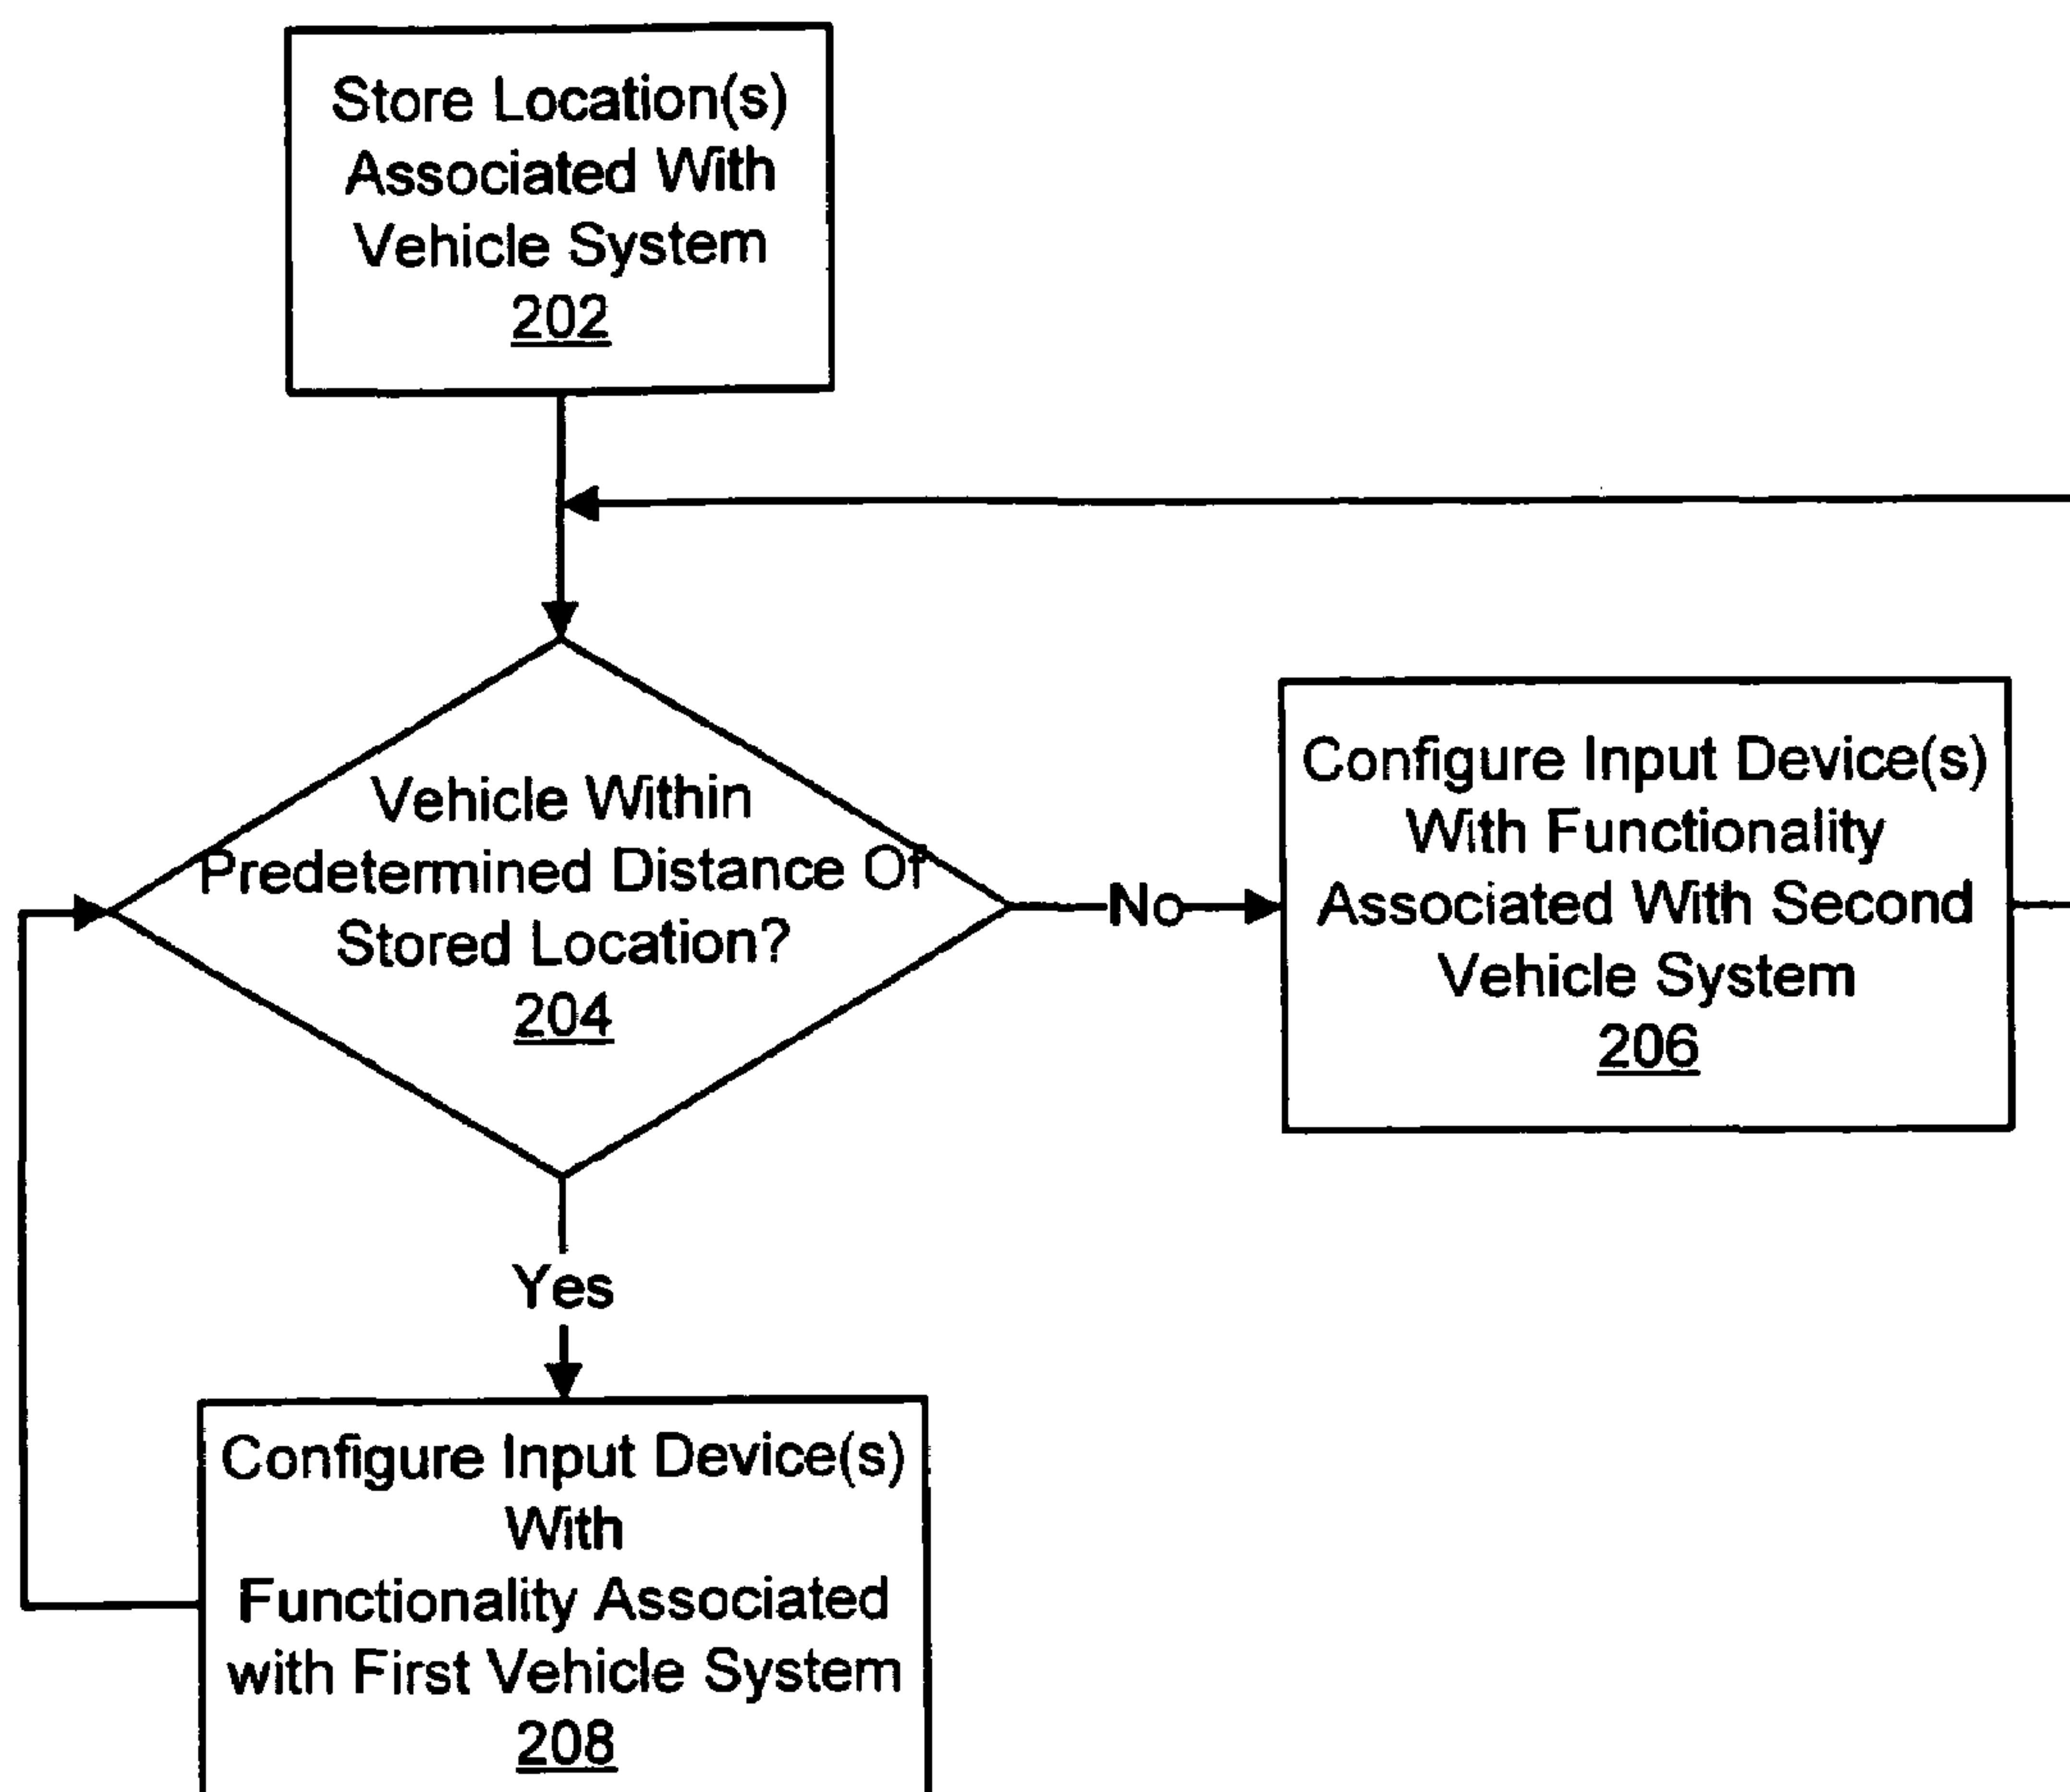 Store Location(s)
Associated With
Vehicle System
202
Vehicle Within
Predetermined Distance Of
Stored Location?
204
No
Configure Input Device(s)
With Functionality
Associated With Second
Vehicle System
206
Yes
Configure Input Device(s)
With
Functionality Associated
with First Vehicle System
208